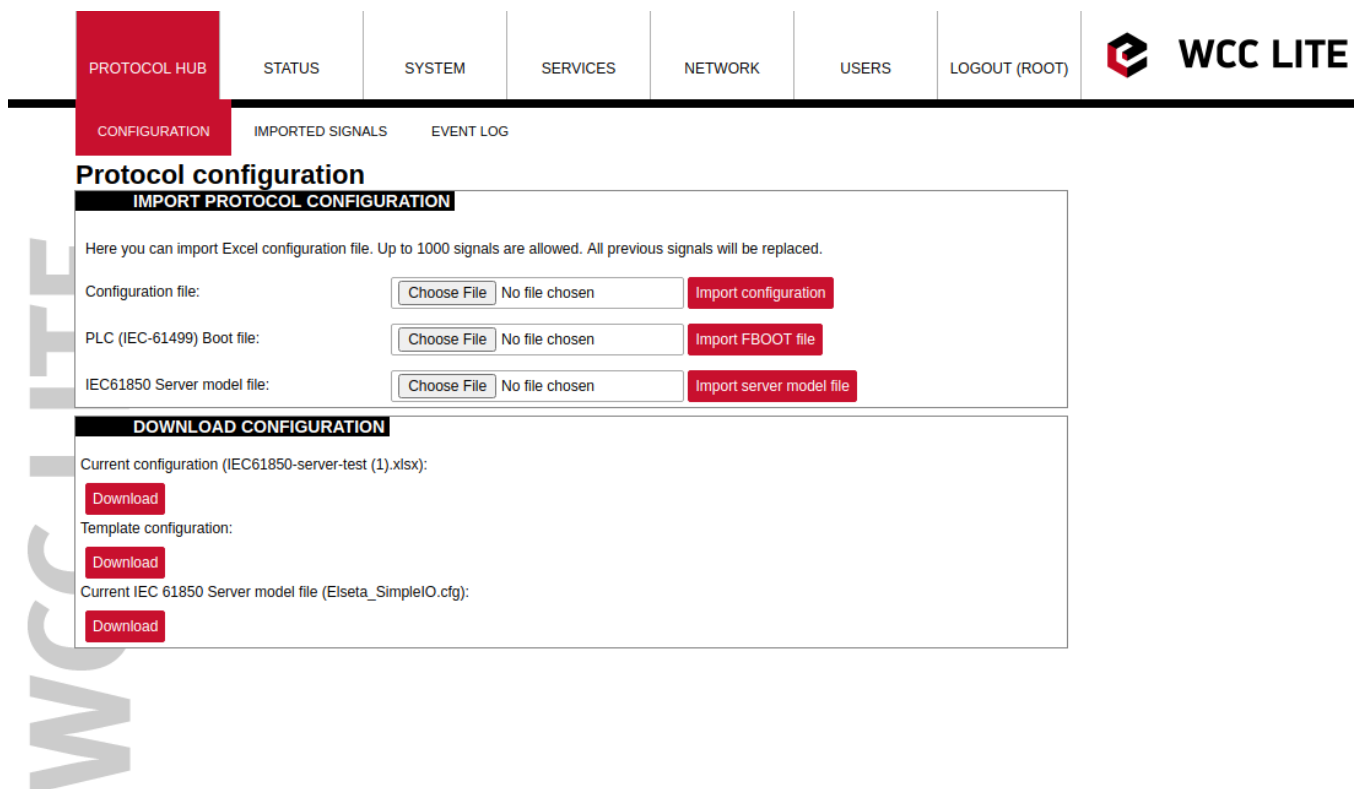 PROTOCOL HUB STATUS SYSTEM SERVICES NETWORK USERS LOGOUT (ROOT) WCC LITE
CONFIGURATION IMPORTED SIGNALS EVENT LOG
Protocol configuration
IMPORT PROTOCOL CONFIGURATION
Here you can import Excel configuration file. Up to 1000 signals are allowed. All previous signals will be replaced.
Configuration file: Choose File No file chosen Import configuration
PLC (IEC-61499) Boot file: Choose File No file chosen Import FBOOT file
IEC61850 Server model file: Choose File No file chosen Import server model file
DOWNLOAD CONFIGURATION
Current configuration (IEC61850-server-test (1).xlsx):
Download
Template configuration:
Download
Current IEC 61850 Server model file (Elseta_SimpleIO.cfg):
Download
WCC LITE